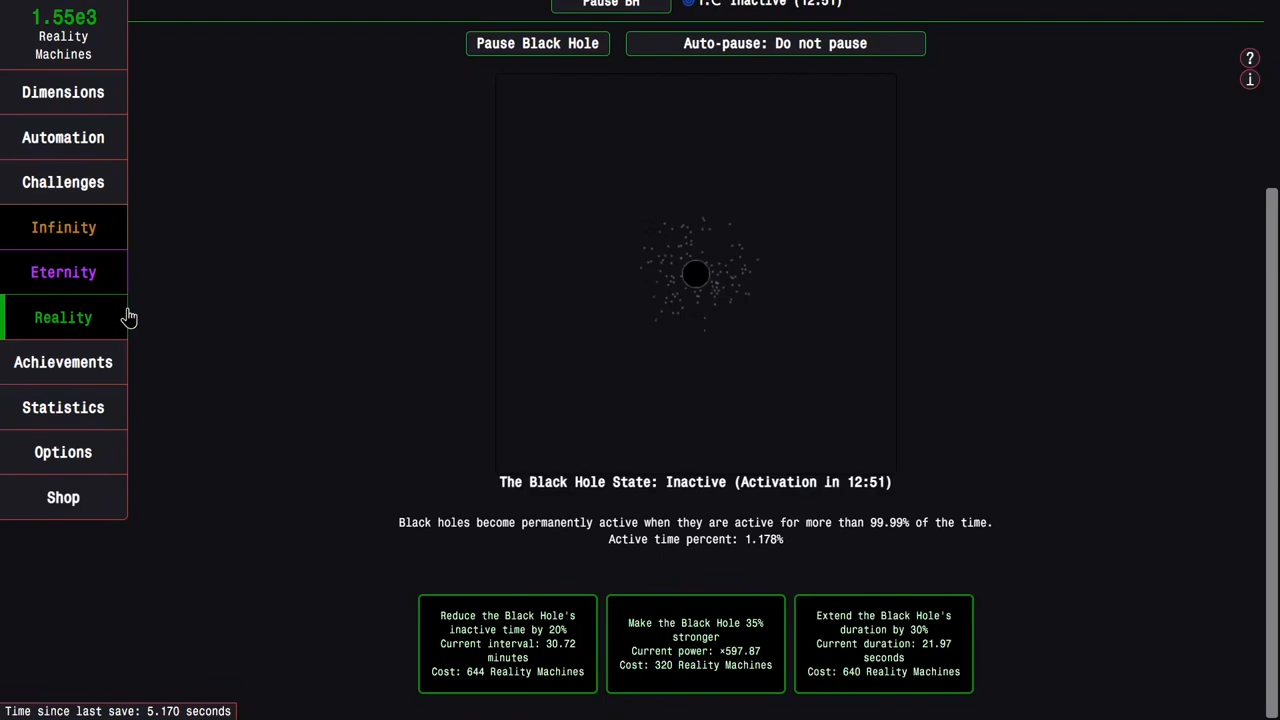 1.55e3
Reality
Machines
Dimensions
Automation
Challenges
Infinity
Eternity
Reality
Achievements
Statistics
Options
Shop
Time since last save: 5.170 seconds
Pause BH
Inactive (12:51)
Pause Black Hole
Auto-pause: Do not pause
?
i
The Black Hole State: Inactive (Activation in 12:51)
Black holes become permanently active when they are active for more than 99.99% of the time.
Active time percent: 1.178%
Reduce the Black Hole's
inactive time by 20%
Current interval: 30.72
minutes
Cost: 644 Reality Machines
Make the Black Hole 35%
stronger
Current power: ×597.87
Cost: 320 Reality Machines
Extend the Black Hole's
duration by 30%
Current duration: 21.97
seconds
Cost: 640 Reality Machines